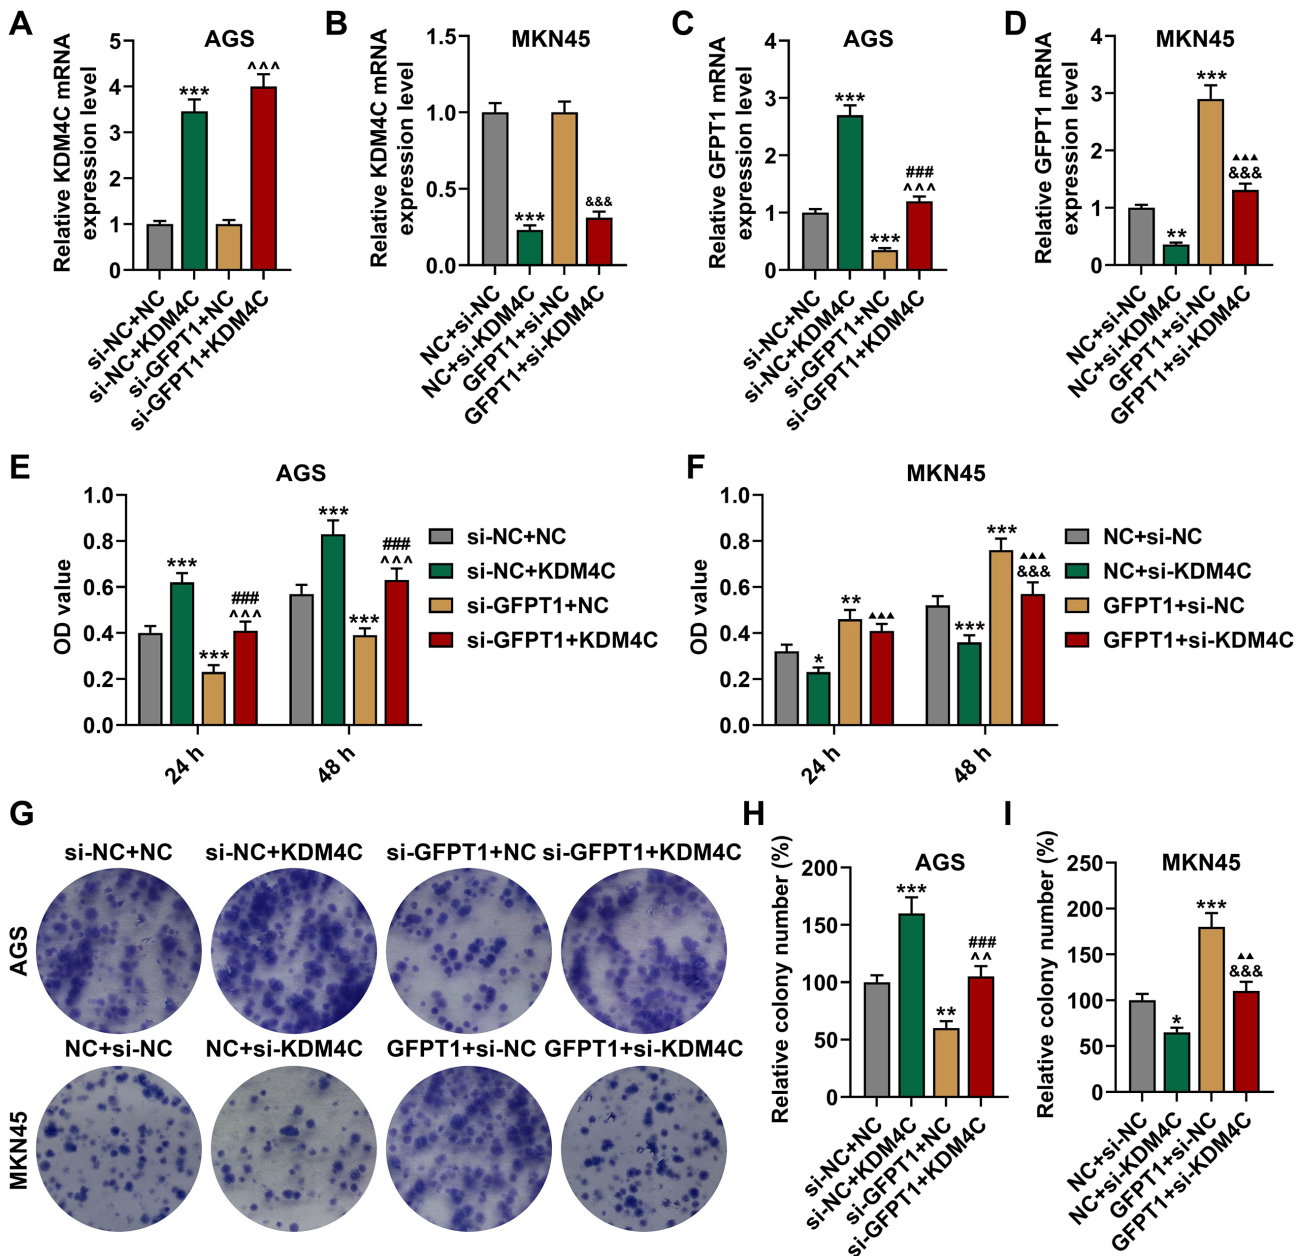 A
AGS
Relative KDM4C mRNA
expression level
5
4
3
2
1
0
***
^^^
si-NC+NC
si-NC+KDM4C
si-GFPT1+NC
si-GFPT1+KDM4C
B
MKN45
Relative KDM4C mRNA
expression level
1.5
1.0
0.5
0.0
***
&&&
NC+si-NC
NC+si-KDM4C
GFPT1+si-NC
GFPT1+si-KDM4C
C
AGS
Relative GFPT1 mRNA
expression level
4
3
2
1
0
***
***
###
^^^
si-NC+NC
si-NC+KDM4C
si-GFPT1+NC
si-GFPT1+KDM4C
D
MKN45
Relative GFPT1 mRNA
expression level
4
3
2
1
0
**
***
▲▲▲
&&&
NC+si-NC
NC+si-KDM4C
GFPT1+si-NC
GFPT1+si-KDM4C
E
AGS
OD value
1.0
0.8
0.6
0.4
0.2
0.0
***
***
###
^^^
***
***
###
^^^
24 h
48 h
si-NC+NC
si-NC+KDM4C
si-GFPT1+NC
si-GFPT1+KDM4C
F
MKN45
OD value
1.0
0.8
0.6
0.4
0.2
0.0
*
**
▲▲▲
***
***
▲▲▲
&&&
24 h
48 h
NC+si-NC
NC+si-KDM4C
GFPT1+si-NC
GFPT1+si-KDM4C
G
si-NC+NC
si-NC+KDM4C
si-GFPT1+NC
si-GFPT1+KDM4C
AGS
NC+si-NC
NC+si-KDM4C
GFPT1+si-NC
GFPT1+si-KDM4C
MKN45
H
AGS
Relative colony number (%)
200
150
100
50
0
***
**
###
^^
si-NC+NC
si-NC+KDM4C
si-GFPT1+NC
si-GFPT1+KDM4C
I
MKN45
Relative colony number (%)
250
200
150
100
50
0
*
***
▲▲
&&&
NC+si-NC
NC+si-KDM4C
GFPT1+si-NC
GFPT1+si-KDM4C